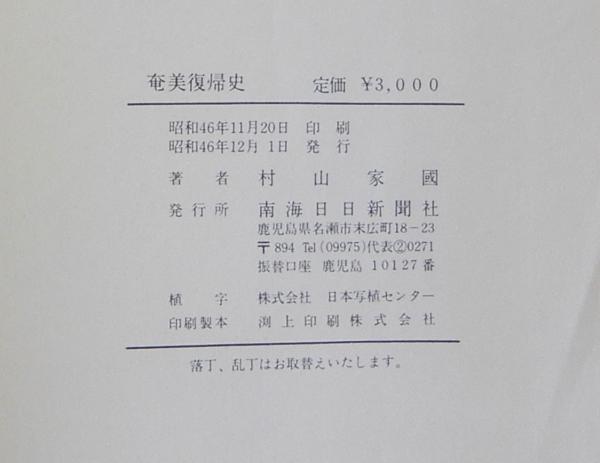 奄美復帰史　定価 ¥3,000
昭和46年11月20日　印 刷
昭和46年12月 1日　発 行
著　者　村　山　家　國
発 行 所　南海日日新聞社
鹿児島県名瀬市末広町18－23
〒894 Tel (09975)代表②0271
振替口座 鹿児島 10127番
植　字　株式会社 日本写植センター
印刷製本　渕上印刷株式会社
落丁、乱丁はお取替えいたします。